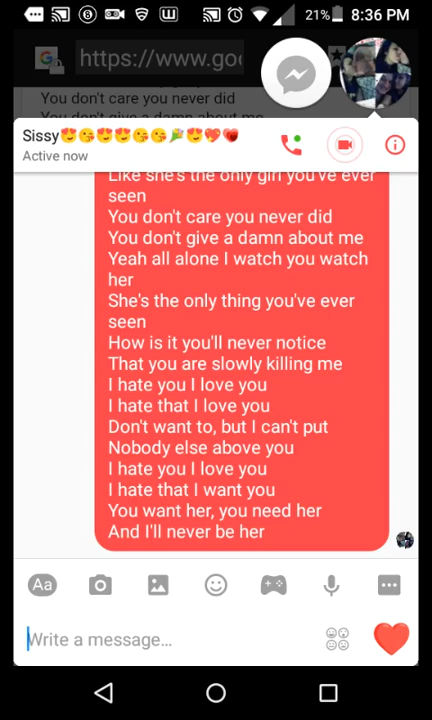 21% 8:36 PM
https://www.goo
You don't care you never did
Sissy😍😘😍😍😘😘🎉😍💖❤
Active now
Like she's the only girl you've ever
seen
You don't care you never did
You don't give a damn about me
Yeah all alone I watch you watch
her
She's the only thing you've ever
seen
How is it you'll never notice
That you are slowly killing me
I hate you I love you
I hate that I love you
Don't want to, but I can't put
Nobody else above you
I hate you I love you
I hate that I want you
You want her, you need her
And I'll never be her
Aa
Write a message...